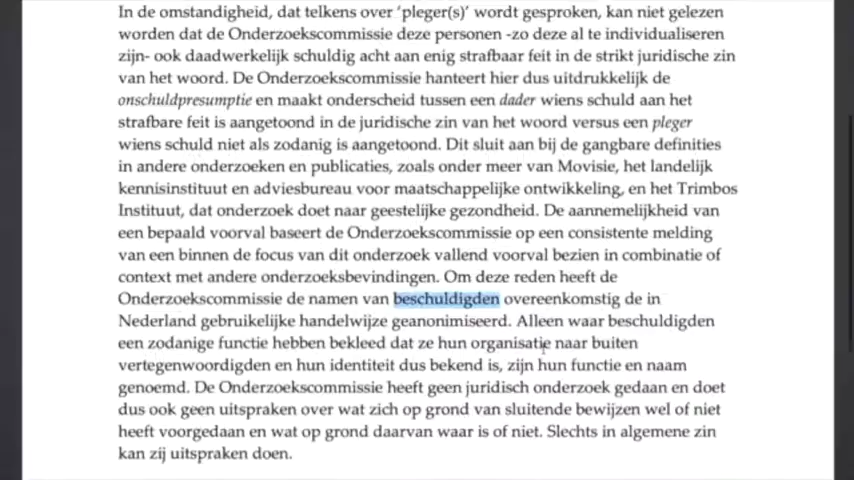 In de omstandigheid, dat telkens over ‘pleger(s)’ wordt gesproken, kan niet gelezen
worden dat de Onderzoekscommissie deze personen -zo deze al te individualiseren
zijn- ook daadwerkelijk schuldig acht aan enig strafbaar feit in de strikt juridische zin
van het woord. De Onderzoekscommissie hanteert hier dus uitdrukkelijk de
onschuldpresumptie en maakt onderscheid tussen een dader wiens schuld aan het
strafbare feit is aangetoond in de juridische zin van het woord versus een pleger
wiens schuld niet als zodanig is aangetoond. Dit sluit aan bij de gangbare definities
in andere onderzoeken en publicaties, zoals onder meer van Movisie, het landelijk
kennisinstituut en adviesbureau voor maatschappelijke ontwikkeling, en het Trimbos
Instituut, dat onderzoek doet naar geestelijke gezondheid. De aannemelijkheid van
een bepaald voorval baseert de Onderzoekscommissie op een consistente melding
van een binnen de focus van dit onderzoek vallend voorval bezien in combinatie of
context met andere onderzoeksbevindingen. Om deze reden heeft de
Onderzoekscommissie de namen van beschuldigden overeenkomstig de in
Nederland gebruikelijke handelwijze geanonimiseerd. Alleen waar beschuldigden
een zodanige functie hebben bekleed dat ze hun organisatie naar buiten
vertegenwoordigden en hun identiteit dus bekend is, zijn hun functie en naam
genoemd. De Onderzoekscommissie heeft geen juridisch onderzoek gedaan en doet
dus ook geen uitspraken over wat zich op grond van sluitende bewijzen wel of niet
heeft voorgedaan en wat op grond daarvan waar is of niet. Slechts in algemene zin
kan zij uitspraken doen.